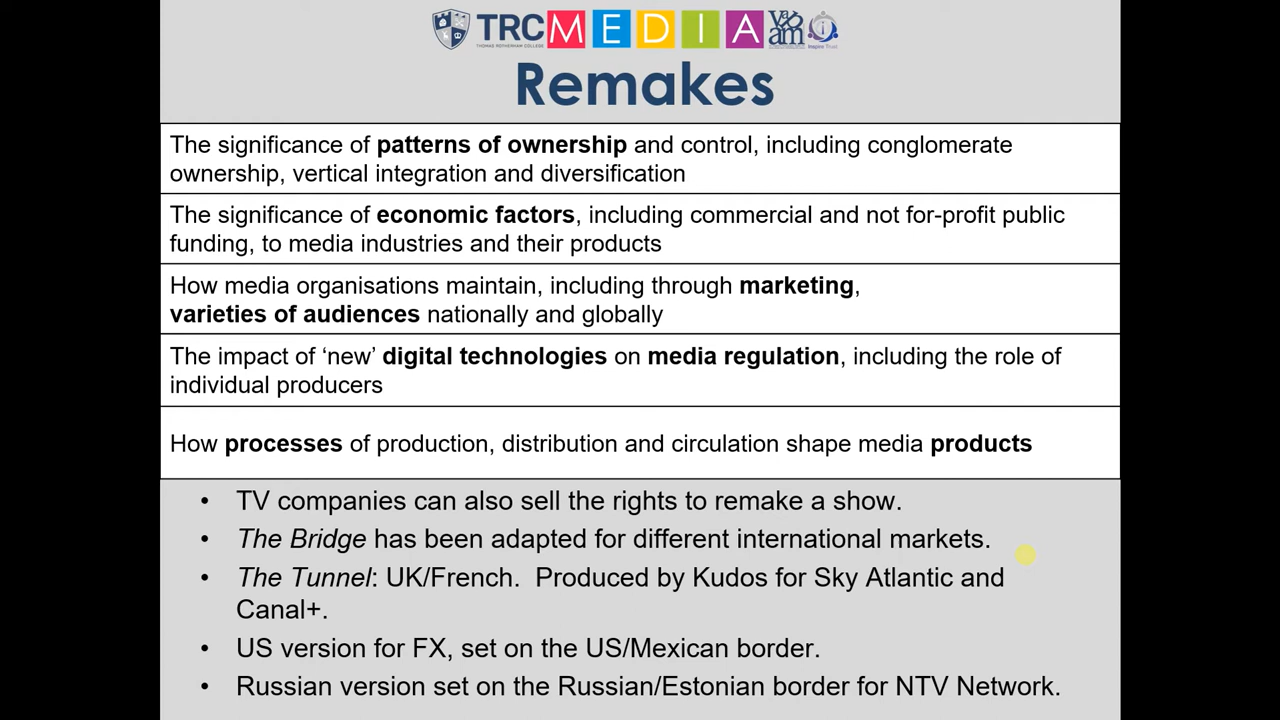 TRC MEDIA
THOMAS ROTHERHAM COLLEGE
Inspire Trust
Remakes
The significance of patterns of ownership and control, including conglomerate
ownership, vertical integration and diversification
The significance of economic factors, including commercial and not for-profit public
funding, to media industries and their products
How media organisations maintain, including through marketing,
varieties of audiences nationally and globally
The impact of ‘new’ digital technologies on media regulation, including the role of
individual producers
How processes of production, distribution and circulation shape media products
• TV companies can also sell the rights to remake a show.
• The Bridge has been adapted for different international markets.
• The Tunnel: UK/French. Produced by Kudos for Sky Atlantic and
Canal+.
• US version for FX, set on the US/Mexican border.
• Russian version set on the Russian/Estonian border for NTV Network.